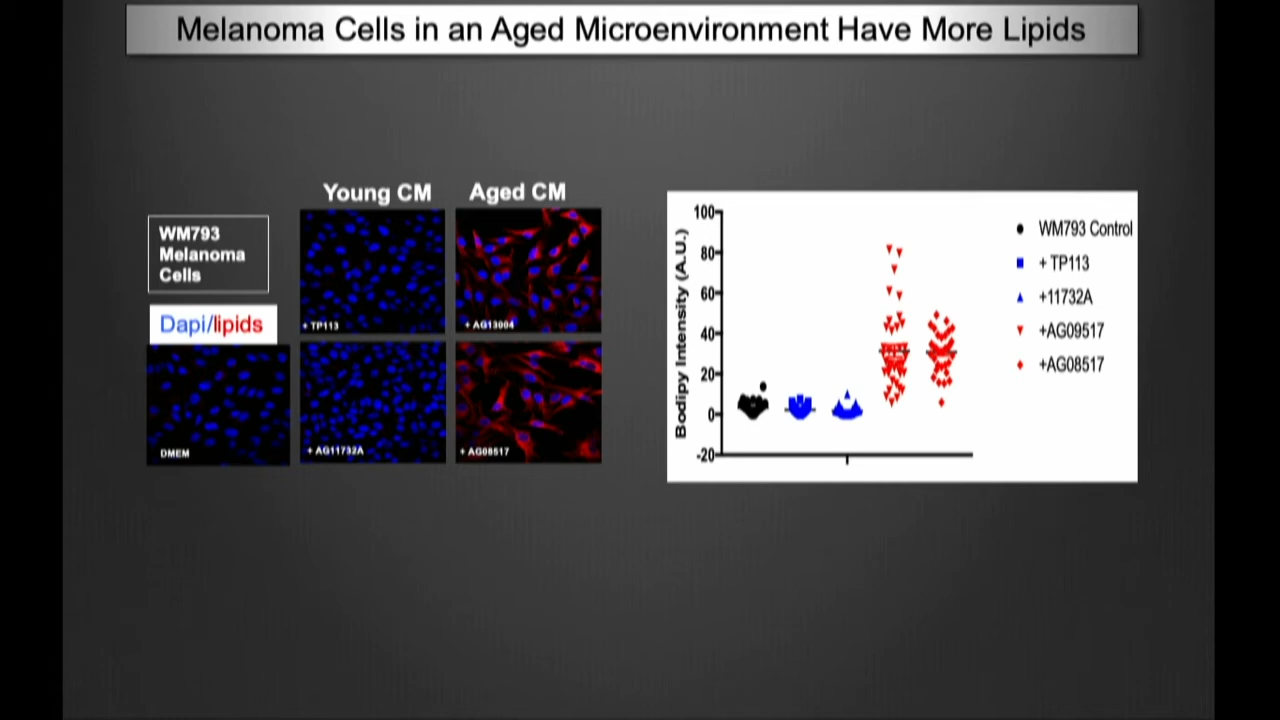 Melanoma Cells in an Aged Microenvironment Have More Lipids
Young CM
Aged CM
WM793
Melanoma
Cells
Dapi/lipids
+ TP113
+ AG13004
DMEM
+ AG11732A
+ AG08517
Bodipy Intensity (A.U.)
100
80
60
40
20
0
-20
WM793 Control
+ TP113
+11732A
+AG09517
+AG08517